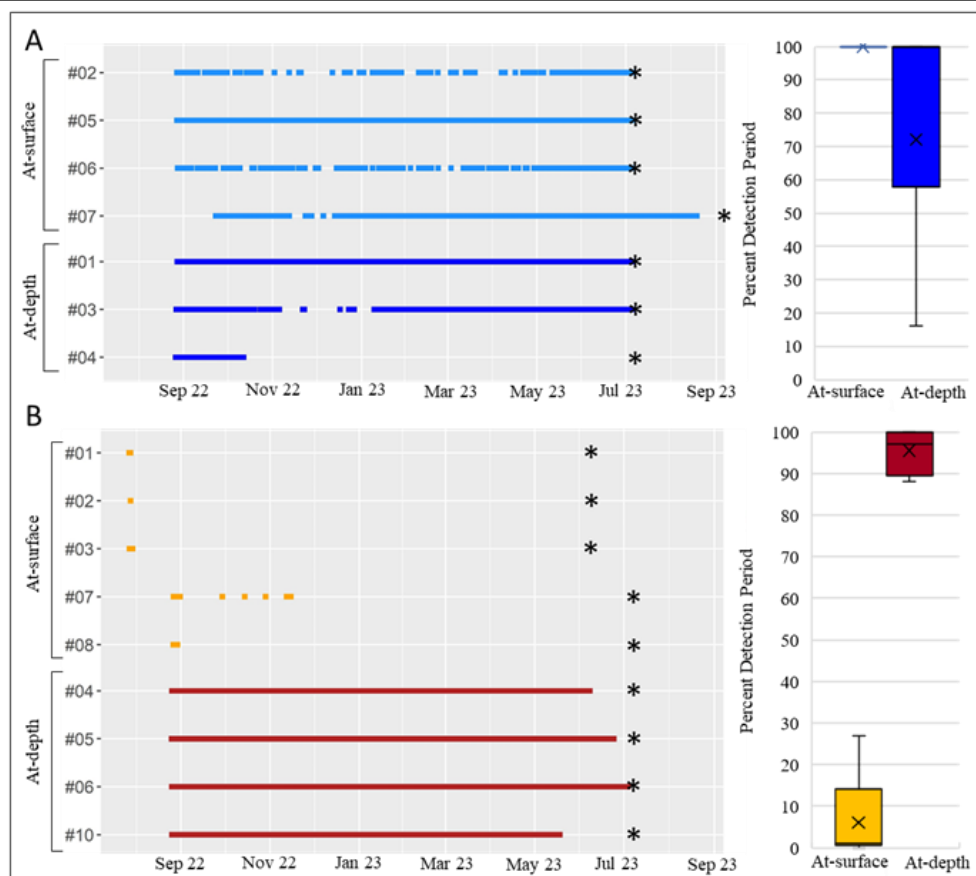 A
At-surface
#02
#05
#06
#07
At-depth
#01
#03
#04
* * * * * * *
Sep 22 Nov 22 Jan 23 Mar 23 May 23 Jul 23 Sep 23
Percent Detection Period
100
90
80
70
60
50
40
30
20
10
0
At-surface At-depth
B
At-surface
#01
#02
#03
#07
#08
At-depth
#04
#05
#06
#10
* * * * * * * * *
Sep 22 Nov 22 Jan 23 Mar 23 May 23 Jul 23 Sep 23
Percent Detection Period
100
90
80
70
60
50
40
30
20
10
0
At-surface At-depth